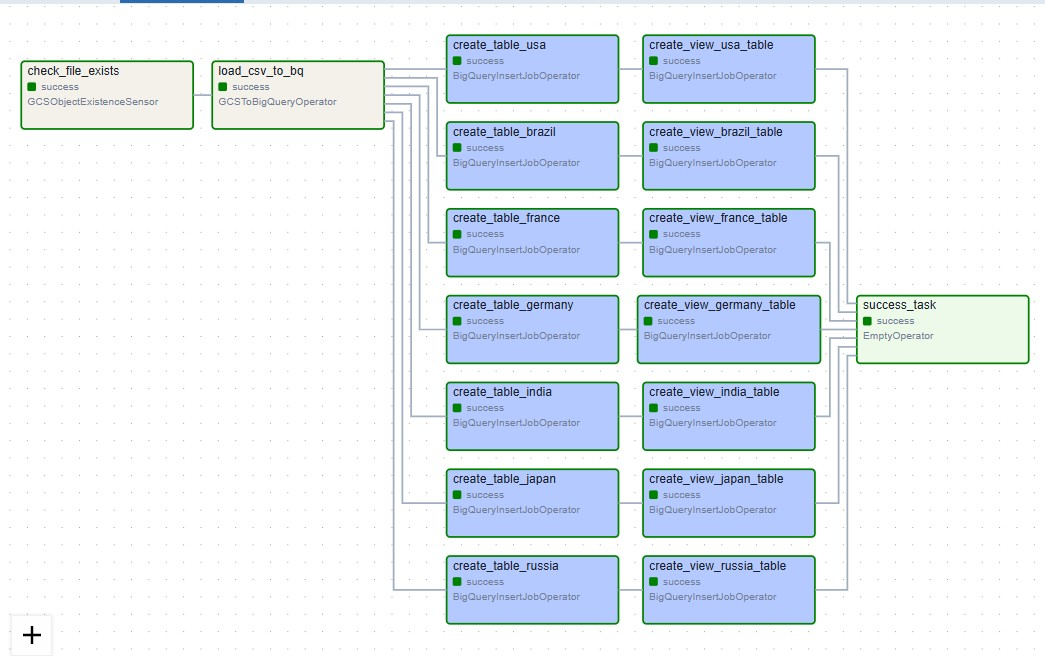 check_file_exists
success
GCSObjectExistenceSensor
load_csv_to_bq
success
GCSToBigQueryOperator
create_table_usa
success
BigQueryInsertJobOperator
create_view_usa_table
success
BigQueryInsertJobOperator
create_table_brazil
success
BigQueryInsertJobOperator
create_view_brazil_table
success
BigQueryInsertJobOperator
create_table_france
success
BigQueryInsertJobOperator
create_view_france_table
success
BigQueryInsertJobOperator
create_table_germany
success
BigQueryInsertJobOperator
create_view_germany_table
success
BigQueryInsertJobOperator
success_task
success
EmptyOperator
create_table_india
success
BigQueryInsertJobOperator
create_view_india_table
success
BigQueryInsertJobOperator
create_table_japan
success
BigQueryInsertJobOperator
create_view_japan_table
success
BigQueryInsertJobOperator
create_table_russia
success
BigQueryInsertJobOperator
create_view_russia_table
success
BigQueryInsertJobOperator